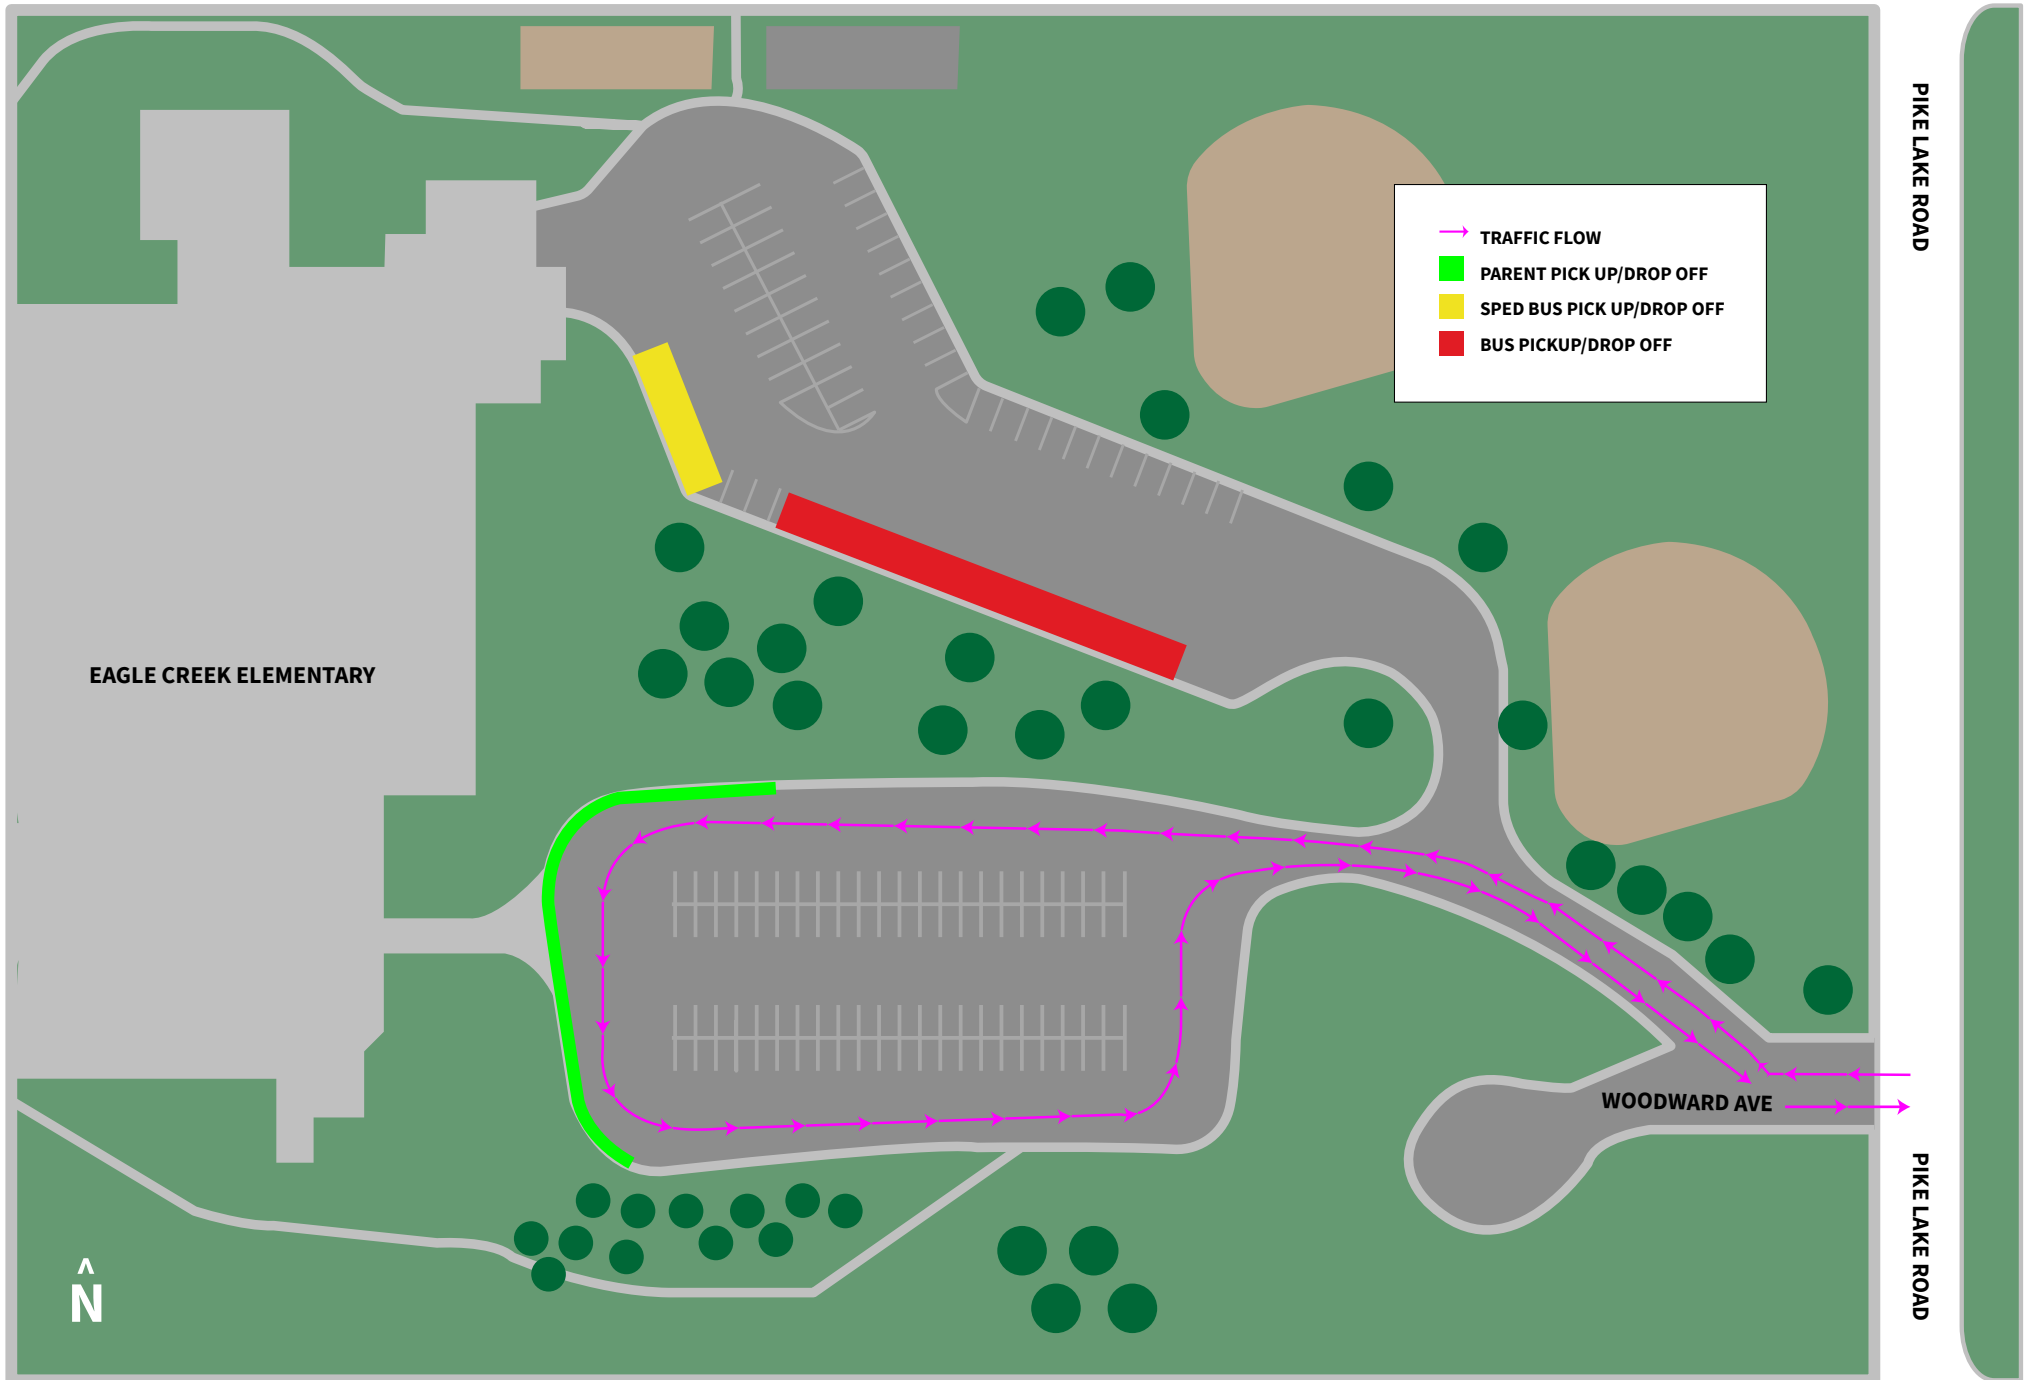 PIKE LAKE ROAD
TRAFFIC FLOW
PARENT PICK UP/DROP OFF
SPED BUS PICK UP/DROP OFF
BUS PICKUP/DROP OFF
EAGLE CREEK ELEMENTARY
WOODWARD AVE
PIKE LAKE ROAD
N